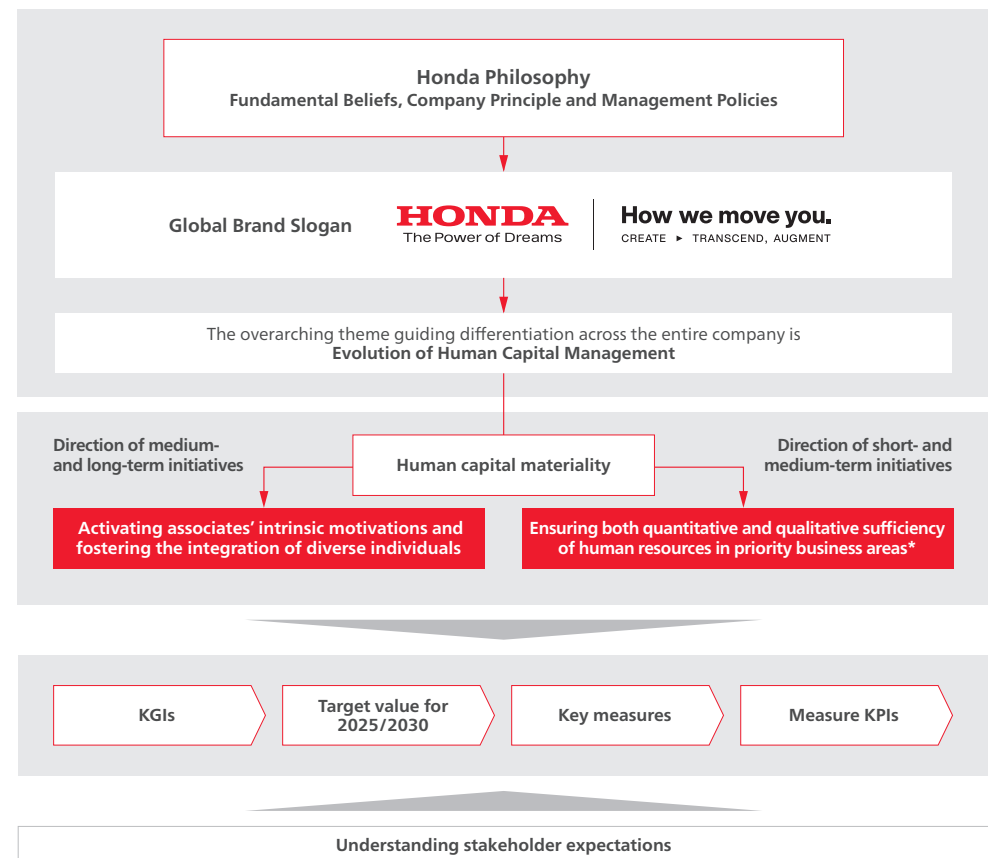 Honda Philosophy
Fundamental Beliefs, Company Principle and Management Policies
Global Brand Slogan
HONDA
The Power of Dreams
How we move you.
CREATE ► TRANSCEND, AUGMENT
The overarching theme guiding differentiation across the entire company is
Evolution of Human Capital Management
Direction of medium-
and long-term initiatives
Human capital materiality
Direction of short- and
medium-term initiatives
Activating associates’ intrinsic motivations and
fostering the integration of diverse individuals
Ensuring both quantitative and qualitative sufficiency
of human resources in priority business areas*
KGIs
Target value for
2025/2030
Key measures
Measure KPIs
Understanding stakeholder expectations